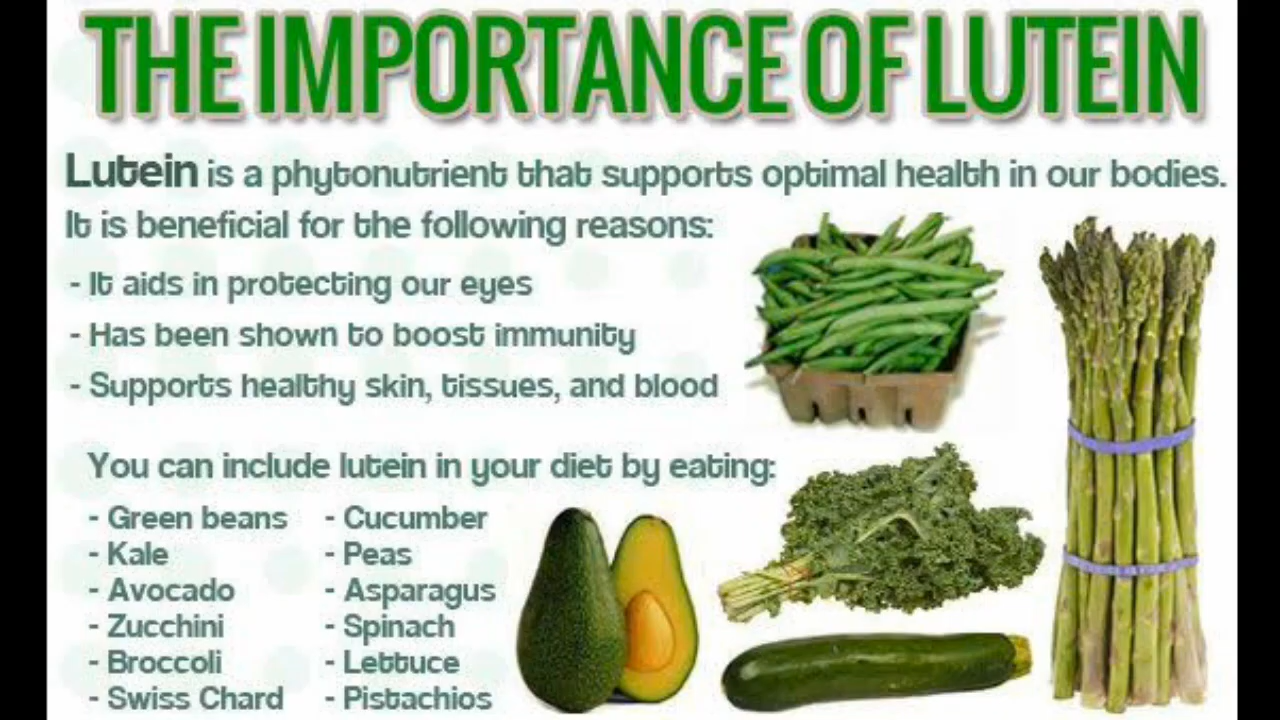 THE IMPORTANCE OF LUTEIN
Lutein is a phytonutrient that supports optimal health in our bodies.
It is beneficial for the following reasons:
- It aids in protecting our eyes
- Has been shown to boost immunity
- Supports healthy skin, tissues, and blood
You can include lutein in your diet by eating:
- Green beans
- Kale
- Avocado
- Zucchini
- Broccoli
- Swiss Chard
- Cucumber
- Peas
- Asparagus
- Spinach
- Lettuce
- Pistachios